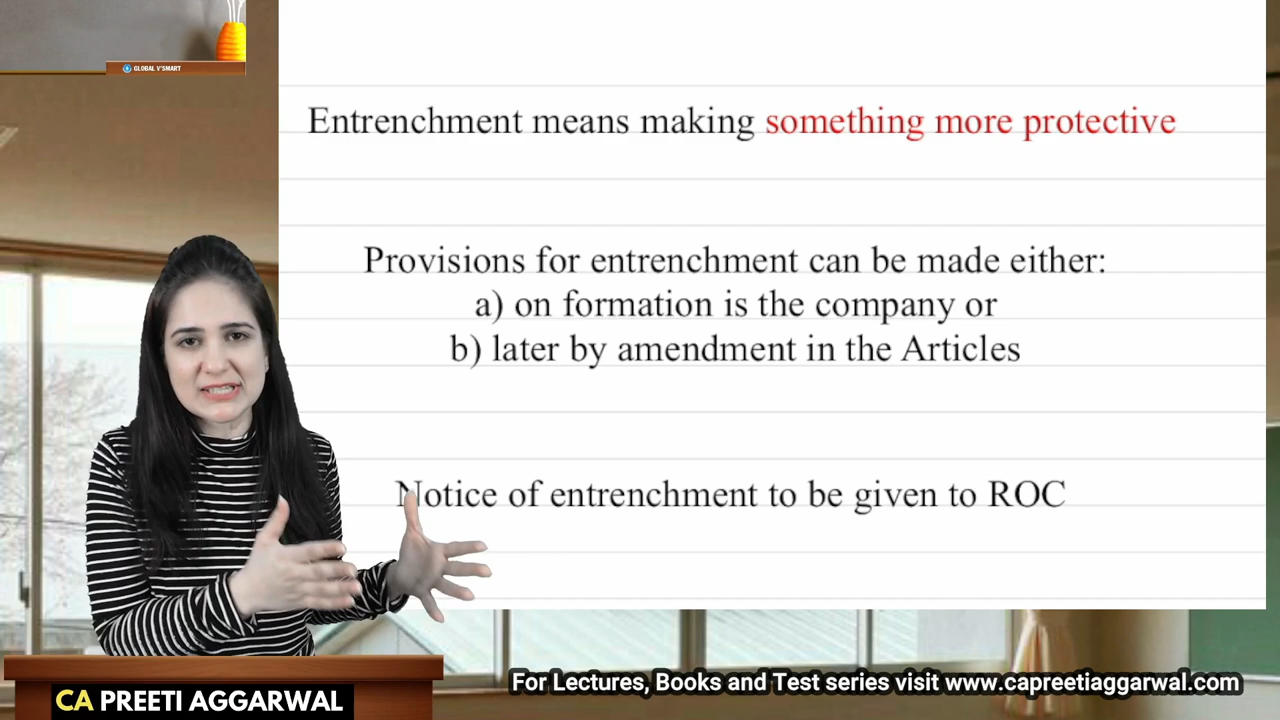 GLOBAL V'SMART
Entrenchment means making something more protective
Provisions for entrenchment can be made either:
a) on formation is the company or
b) later by amendment in the Articles
Notice of entrenchment to be given to ROC
CA PREETI AGGARWAL
For Lectures, Books and Test series visit www.capreetiaggarwal.com